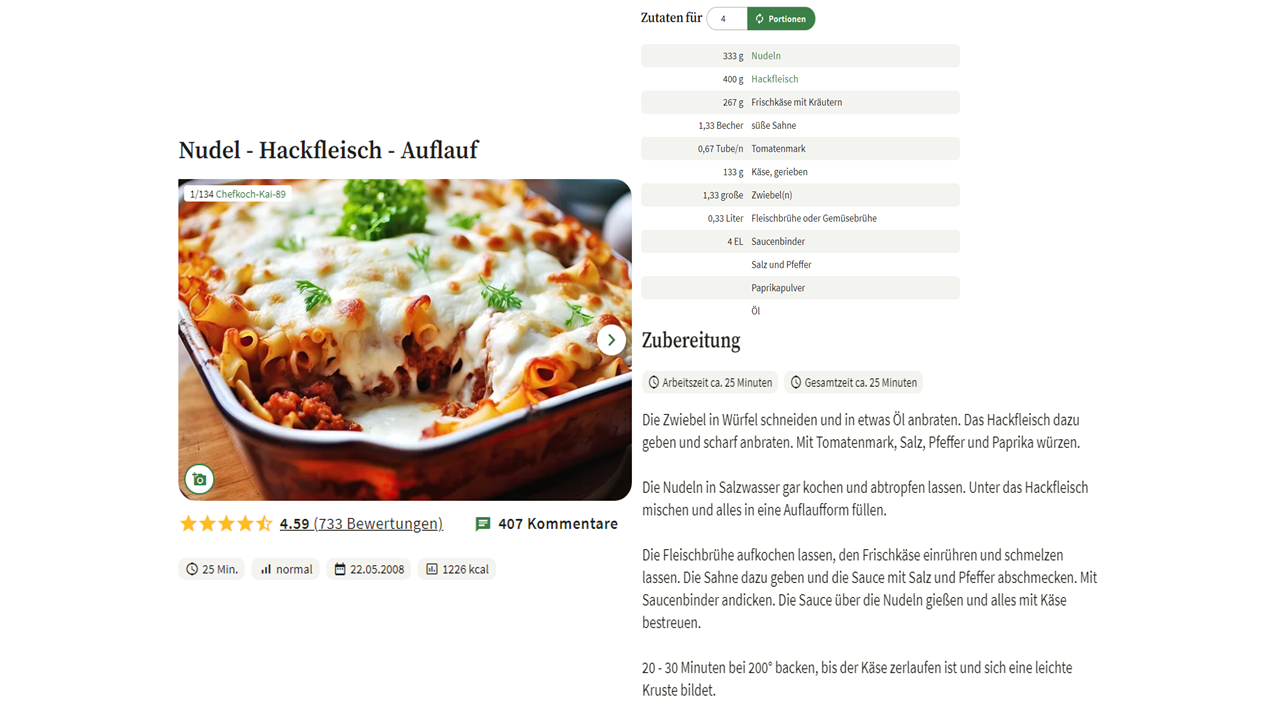 Nudel - Hackfleisch - Auflauf
1/134 Chefkoch-Kai-89
4.59 (733 Bewertungen)
407 Kommentare
25 Min.
normal
22.05.2008
1226 kcal
Zutaten für 4 Portionen
333 g Nudeln
400 g Hackfleisch
267 g Frischkäse mit Kräutern
1,33 Becher süße Sahne
0,67 Tube/n Tomatenmark
133 g Käse, gerieben
1,33 große Zwiebel(n)
0,33 Liter Fleischbrühe oder Gemüsebrühe
4 EL Saucenbinder
Salz und Pfeffer
Paprikapulver
Öl
Zubereitung
Arbeitszeit ca. 25 Minuten
Gesamtzeit ca. 25 Minuten
Die Zwiebel in Würfel schneiden und in etwas Öl anbraten. Das Hackfleisch dazu
geben und scharf anbraten. Mit Tomatenmark, Salz, Pfeffer und Paprika würzen.
Die Nudeln in Salzwasser gar kochen und abtropfen lassen. Unter das Hackfleisch
mischen und alles in eine Auflaufform füllen.
Die Fleischbrühe aufkochen lassen, den Frischkäse einrühren und schmelzen
lassen. Die Sahne dazu geben und die Sauce mit Salz und Pfeffer abschmecken. Mit
Saucenbinder andicken. Die Sauce über die Nudeln gießen und alles mit Käse
bestreuen.
20 - 30 Minuten bei 200° backen, bis der Käse zerlaufen ist und sich eine leichte
Kruste bildet.